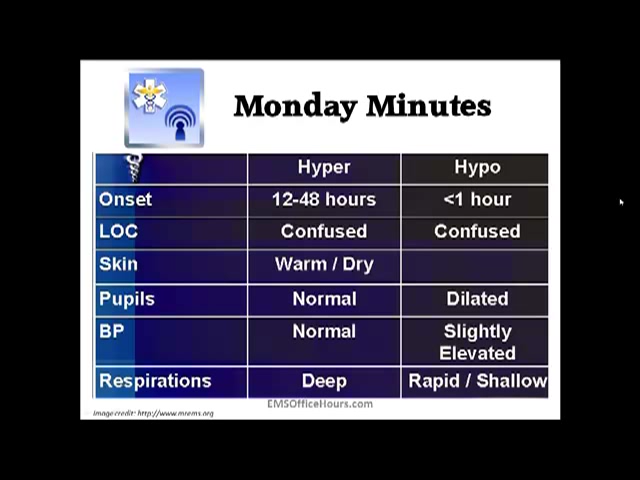 Monday Minutes
Hyper Hypo
Onset 12-48 hours <1 hour
LOC Confused Confused
Skin Warm / Dry
Pupils Normal Dilated
BP Normal Slightly
Elevated
Respirations Deep Rapid / Shallow
EMSOfficeHours.com
Image credit: http://www.mrems.org